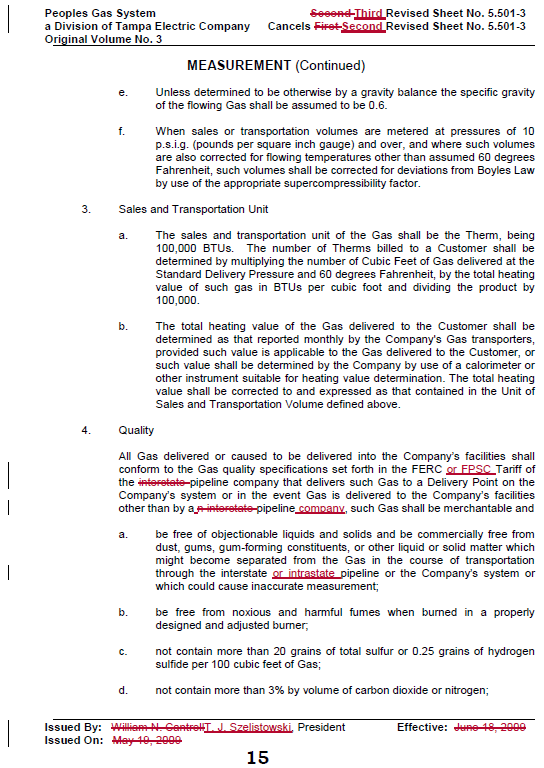 Peoples Gas System Second Third Revised Sheet No. 5.501-3
a Division of Tampa Electric Company Cancels First Second Revised Sheet No. 5.501-3
Original Volume No. 3
MEASUREMENT (Continued)
e. Unless determined to be otherwise by a gravity balance the specific gravity
of the flowing Gas shall be assumed to be 0.6.
f. When sales or transportation volumes are metered at pressures of 10
p.s.i.g. (pounds per square inch gauge) and over, and where such volumes
are also corrected for flowing temperatures other than assumed 60 degrees
Fahrenheit, such volumes shall be corrected for deviations from Boyles Law
by use of the appropriate supercompressibility factor.
3. Sales and Transportation Unit
a. The sales and transportation unit of the Gas shall be the Therm, being
100,000 BTUs. The number of Therms billed to a Customer shall be
determined by multiplying the number of Cubic Feet of Gas delivered at the
Standard Delivery Pressure and 60 degrees Fahrenheit, by the total heating
value of such gas in BTUs per cubic foot and dividing the product by
100,000.
b. The total heating value of the Gas delivered to the Customer shall be
determined as that reported monthly by the Company's Gas transporters,
provided such value is applicable to the Gas delivered to the Customer, or
such value shall be determined by the Company by use of a calorimeter or
other instrument suitable for heating value determination. The total heating
value shall be corrected to and expressed as that contained in the Unit of
Sales and Transportation Volume defined above.
4. Quality
All Gas delivered or caused to be delivered into the Company's facilities shall
conform to the Gas quality specifications set forth in the FERC or FPSC Tariff of
the interstate pipeline company that delivers such Gas to a Delivery Point on the
Company's system or in the event Gas is delivered to the Company's facilities
other than by a n interstate pipeline company, such Gas shall be merchantable and
a. be free of objectionable liquids and solids and be commercially free from
dust, gums, gum-forming constituents, or other liquid or solid matter which
might become separated from the Gas in the course of transportation
through the interstate or intrastate pipeline or the Company's system or
which could cause inaccurate measurement;
b. be free from noxious and harmful fumes when burned in a properly
designed and adjusted burner;
c. not contain more than 20 grains of total sulfur or 0.25 grains of hydrogen
sulfide per 100 cubic feet of Gas;
d. not contain more than 3% by volume of carbon dioxide or nitrogen;
Issued By: William N. Cantrell T. J. Szelistowski, President Effective: June 18, 2009
Issued On: May 19, 2009
15